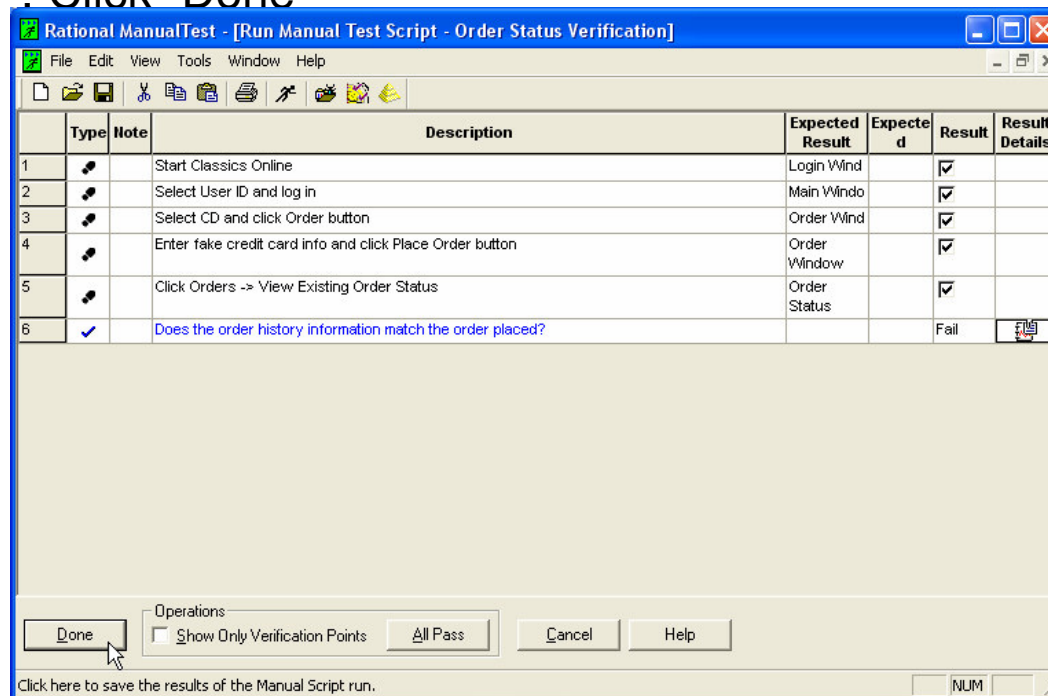 . Click "Done"
Rational ManualTest - [Run Manual Test Script - Order Status Verification]
File Edit View Tools Window Help
Type Note Description Expected Result Expecte d Result Result Details
1 Start Classics Online Login Wind
2 Select User ID and log in Main Windo
3 Select CD and click Order button Order Wind
4 Enter fake credit card info and click Place Order button Order Window
5 Click Orders -> View Existing Order Status Order Status
6 Does the order history information match the order placed? Fail
Operations
Done Show Only Verification Points All Pass Cancel Help
Click here to save the results of the Manual Script run. NUM